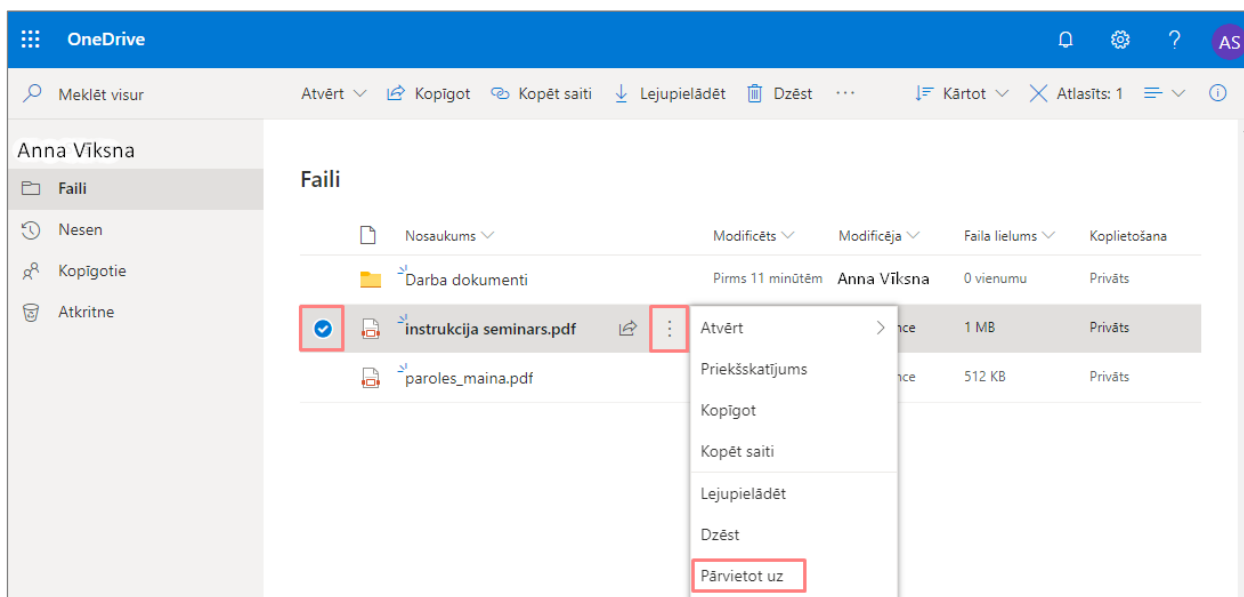 OneDrive
?
AS
Meklēt visur
Atvērt Kopīgot Kopēt saiti Lejupielādēt Dzēst ··· Kārtot Atlasīts: 1
Anna Vīksna
Faili
Nesen
Kopīgotie
Atkritne
Faili
Nosaukums Modificēts Modificēja Faila lielums Koplietošana
Darba dokumenti Pirms 11 minūtēm Anna Vīksna 0 vienumu Privāts
instrukcija seminars.pdf nce 1 MB Privāts
paroles_maina.pdf nce 512 KB Privāts
Atvērt
Priekšskatījums
Kopīgot
Kopēt saiti
Lejupielādēt
Dzēst
Pārvietot uz